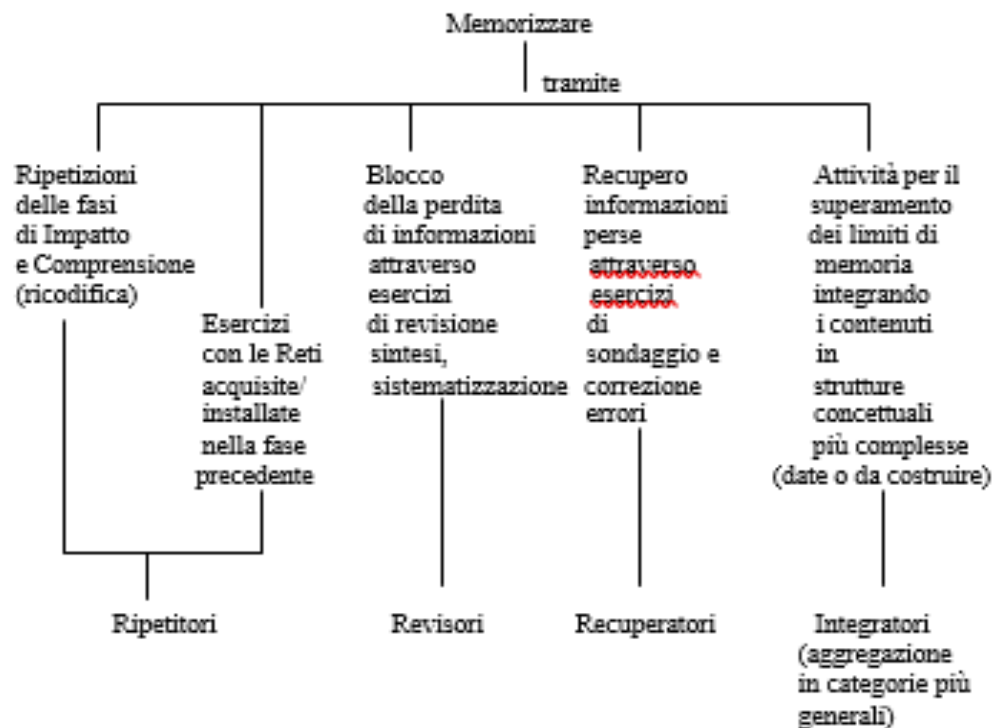 Memorizzare
tramite
Ripetizioni
delle fasi
di Impatto
e Comprensione
(ricodifica)
Esercizi
con le Reti
acquisite/
installate
nella fase
precedente
Blocco
della perdita
di informazioni
attraverso
esercizi
di revisione
sintesi,
sistematizzazione
Recupero
informazioni
perse
attraverso
esercizi
di
sondaggio e
correzione
errori
Attività per il
superamento
dei limiti di
memoria
integrando
i contenuti
in
strutture
concettuali
più complesse
(date o da costruire)
Ripetitori
Revisori
Recuperatori
Integratori
(aggregazione
in categorie più
generali)